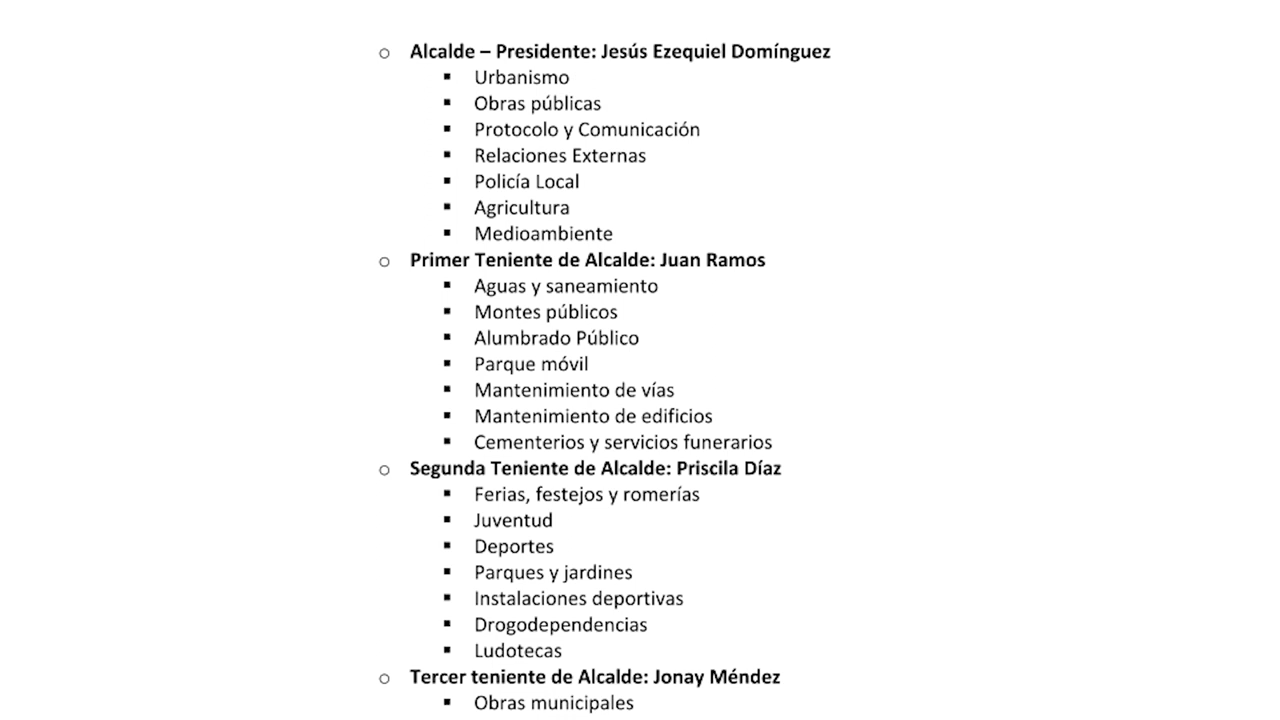 ○ Alcalde – Presidente: Jesús Ezequiel Domínguez
▪ Urbanismo
▪ Obras públicas
▪ Protocolo y Comunicación
▪ Relaciones Externas
▪ Policía Local
▪ Agricultura
▪ Medioambiente
○ Primer Teniente de Alcalde: Juan Ramos
▪ Aguas y saneamiento
▪ Montes públicos
▪ Alumbrado Público
▪ Parque móvil
▪ Mantenimiento de vías
▪ Mantenimiento de edificios
▪ Cementerios y servicios funerarios
○ Segunda Teniente de Alcalde: Priscila Díaz
▪ Ferias, festejos y romerías
▪ Juventud
▪ Deportes
▪ Parques y jardines
▪ Instalaciones deportivas
▪ Drogodependencias
▪ Ludotecas
○ Tercer teniente de Alcalde: Jonay Méndez
▪ Obras municipales